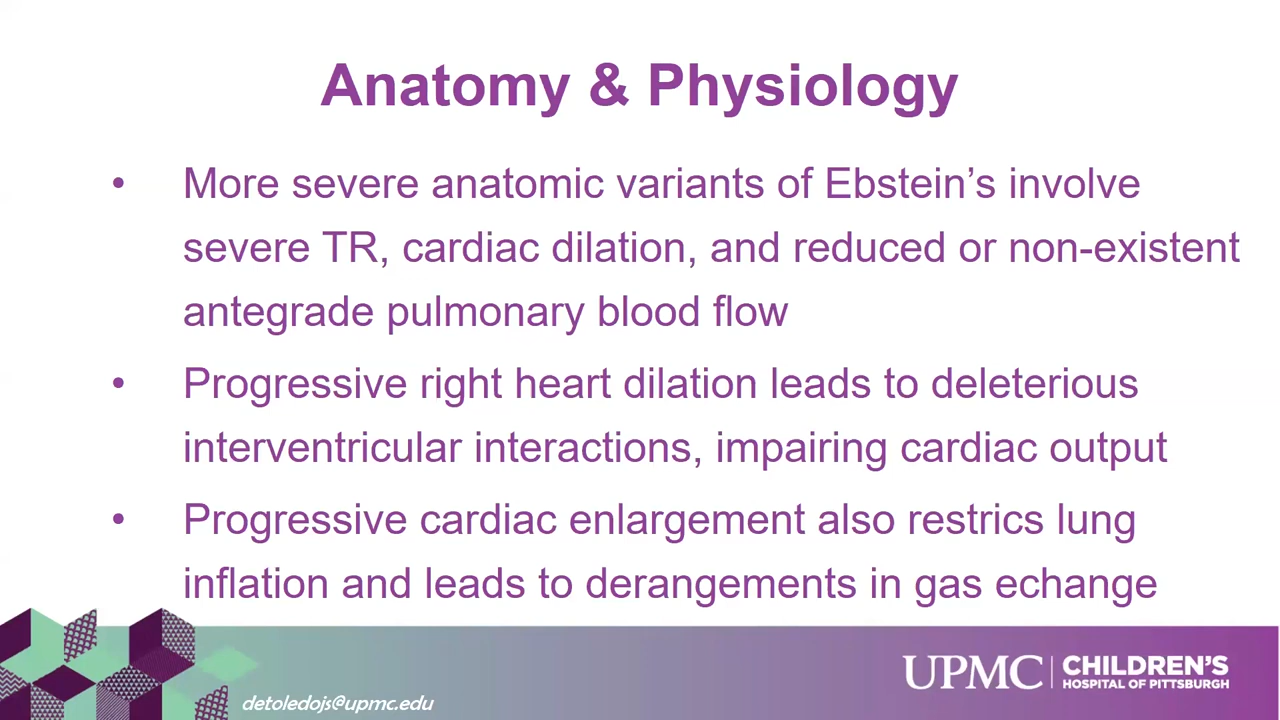 Anatomy & Physiology
• More severe anatomic variants of Ebstein’s involve
severe TR, cardiac dilation, and reduced or non-existent
antegrade pulmonary blood flow
• Progressive right heart dilation leads to deleterious
interventricular interactions, impairing cardiac output
• Progressive cardiac enlargement also restrics lung
inflation and leads to derangements in gas echange
detoledojs@upmc.edu
UPMC | CHILDREN'S
HOSPITAL OF PITTSBURGH